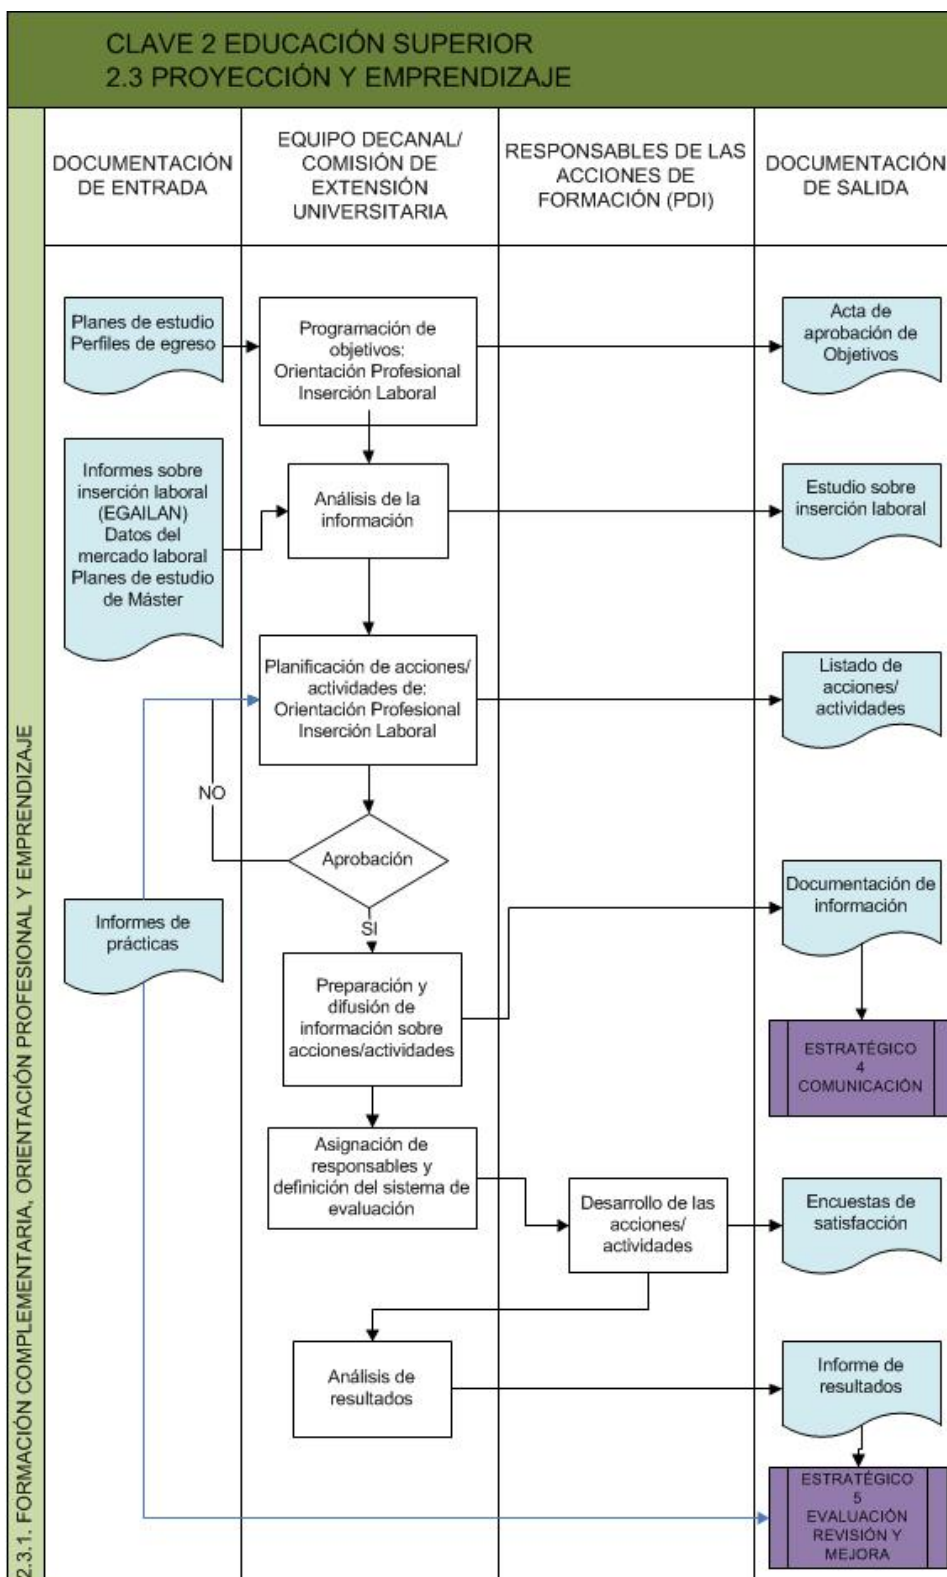 CLAVE 2 EDUCACIÓN SUPERIOR
2.3 PROYECCIÓN Y EMPRENDIZAJE
2.3.1. FORMACIÓN COMPLEMENTARIA, ORIENTACIÓN PROFESIONAL Y EMPRENDIZAJE
DOCUMENTACIÓN
DE ENTRADA
EQUIPO DECANAL/
COMISIÓN DE
EXTENSIÓN
UNIVERSITARIA
RESPONSABLES DE LAS
ACCIONES DE
FORMACIÓN (PDI)
DOCUMENTACIÓN
DE SALIDA
Planes de estudio
Perfiles de egreso
Programación de
objetivos:
Orientación Profesional
Inserción Laboral
Acta de
aprobación de
Objetivos
Informes sobre
inserción laboral
(EGAILAN)
Datos del
mercado laboral
Planes de estudio
de Máster
Análisis de la
información
Estudio sobre
inserción laboral
Planificación de acciones/
actividades de:
Orientación Profesional
Inserción Laboral
Listado de
acciones/
actividades
NO
Aprobación
SI
Informes de
prácticas
Documentación de
información
Preparación y
difusión de
información sobre
acciones/actividades
ESTRATÉGICO
4
COMUNICACIÓN
Asignación de
responsables y
definición del sistema de
evaluación
Desarrollo de las
acciones/
actividades
Encuestas de
satisfacción
Análisis de
resultados
Informe de
resultados
ESTRATÉGICO
5
EVALUACIÓN
REVISIÓN Y
MEJORA